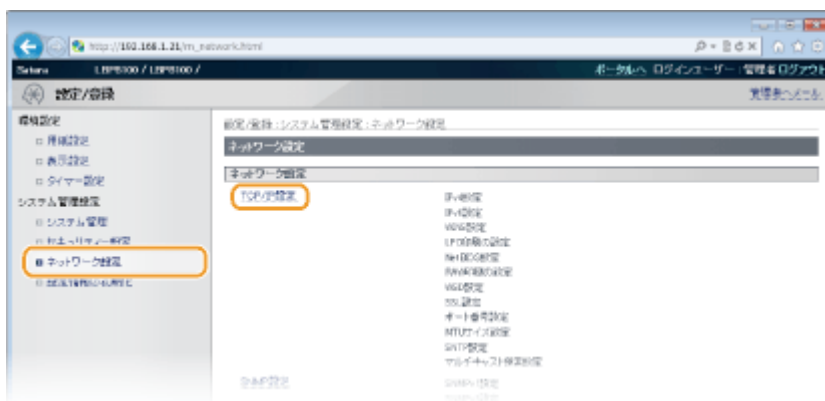 http://192.168.1.21/m_network.html
Satera LBP8100 / LBP8100 /
ポータルへ ログインユーザー: 管理者 ログアウト
設定/登録
管理者へメール
環境設定
用紙設定
表示設定
タイマー設定
システム管理設定
システム管理
セキュリティー設定
ネットワーク設定
設定/登録:システム管理設定:ネットワーク設定
ネットワーク設定
ネットワーク設定
TCP/IP設定
IPv4設定
WINS設定
LPD印刷の設定
RAW印刷の設定
WSD設定
SSL設定
ポート番号設定
MTUサイズ設定
SNTP設定
マルチキャスト探索設定
SNMP設定
SNMPv1設定